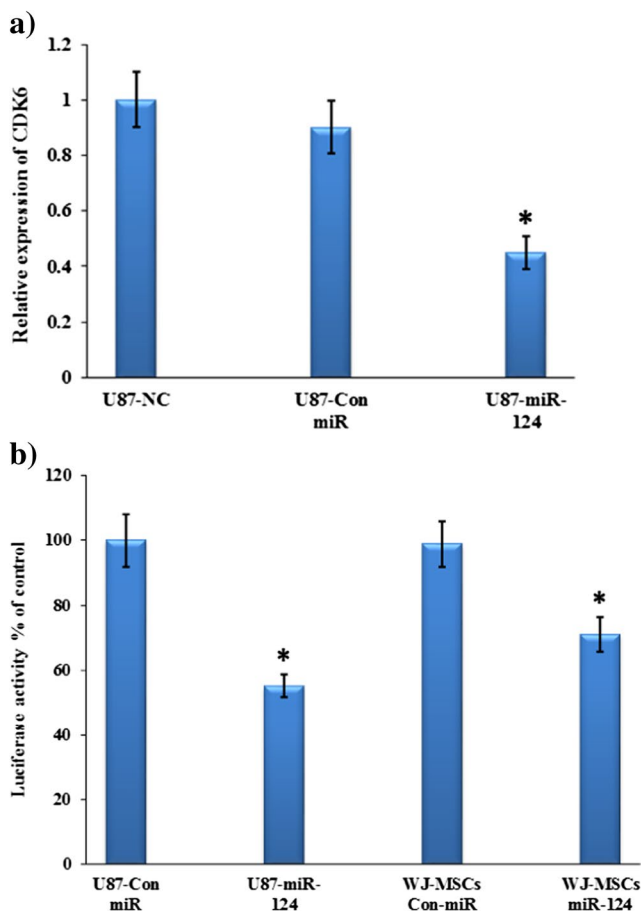 a)
1.2
1
0.8
0.6
0.4
0.2
0
Relative expression of CDK6
*
U87-NC
U87-Con
miR
U87-miR-
124
b)
120
100
80
60
40
20
0
Luciferase activity % of control
*
*
U87-Con
miR
U87-miR-
124
WJ-MSCs
Con-miR
WJ-MSCs
miR-124